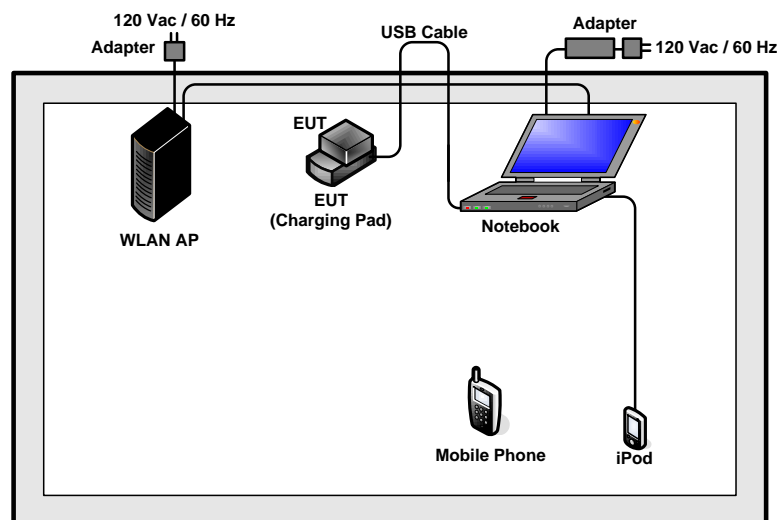 120 Vac / 60 Hz
Adapter
USB Cable
Adapter
120 Vac / 60 Hz
EUT
EUT
(Charging Pad)
WLAN AP
Notebook
Mobile Phone
iPod